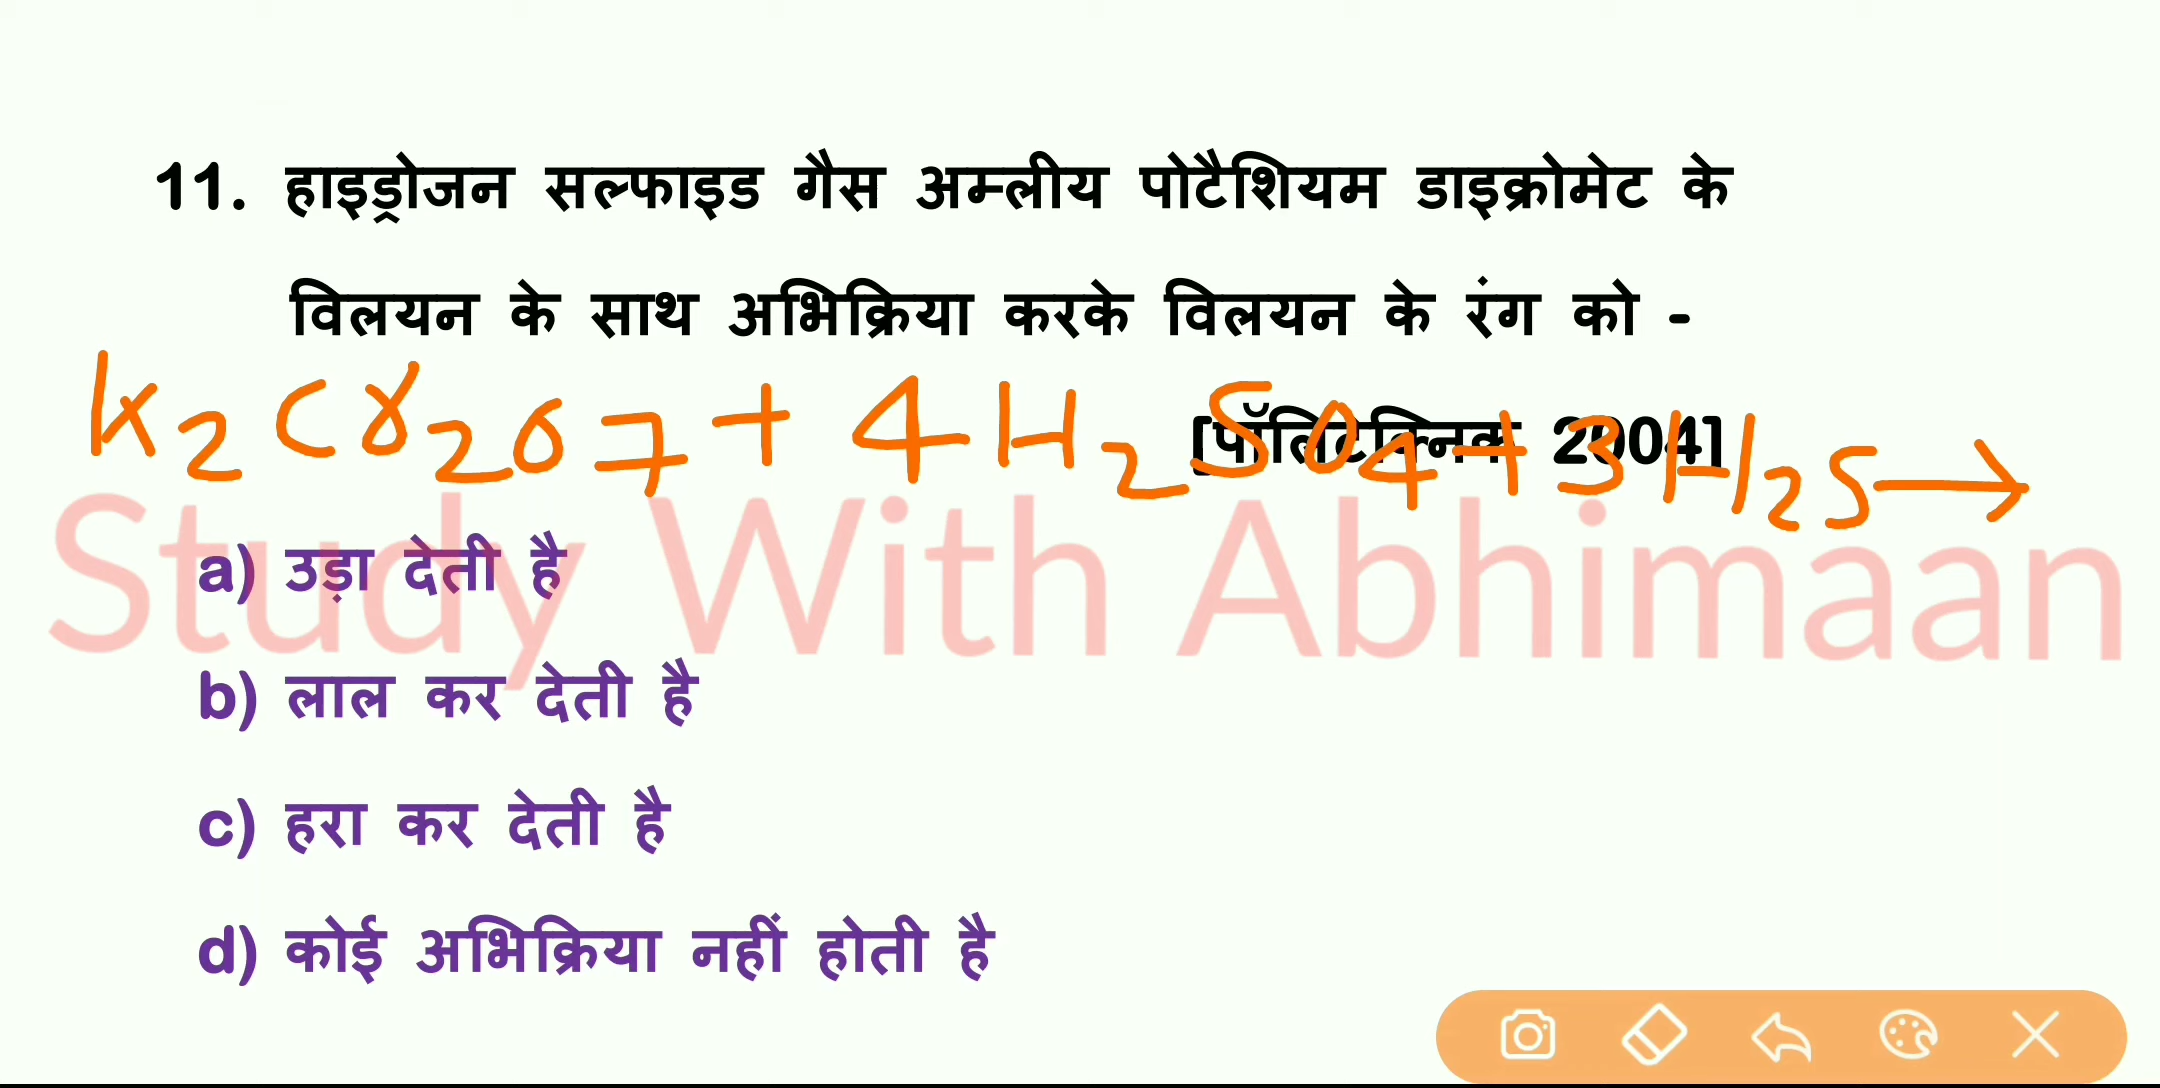 11. हाइड्रोजन सल्फाइड गैस अम्लीय पोटैशियम डाइक्रोमेट के
विलयन के साथ अभिक्रिया करके विलयन के रंग को -
K2Cr2O7 + 4H2SO4 + 3H2S →
[पॉलिटेक्निक 2004]
Study With Abhimaan
a) उड़ा देती है
b) लाल कर देती है
c) हरा कर देती है
d) कोई अभिक्रिया नहीं होती है